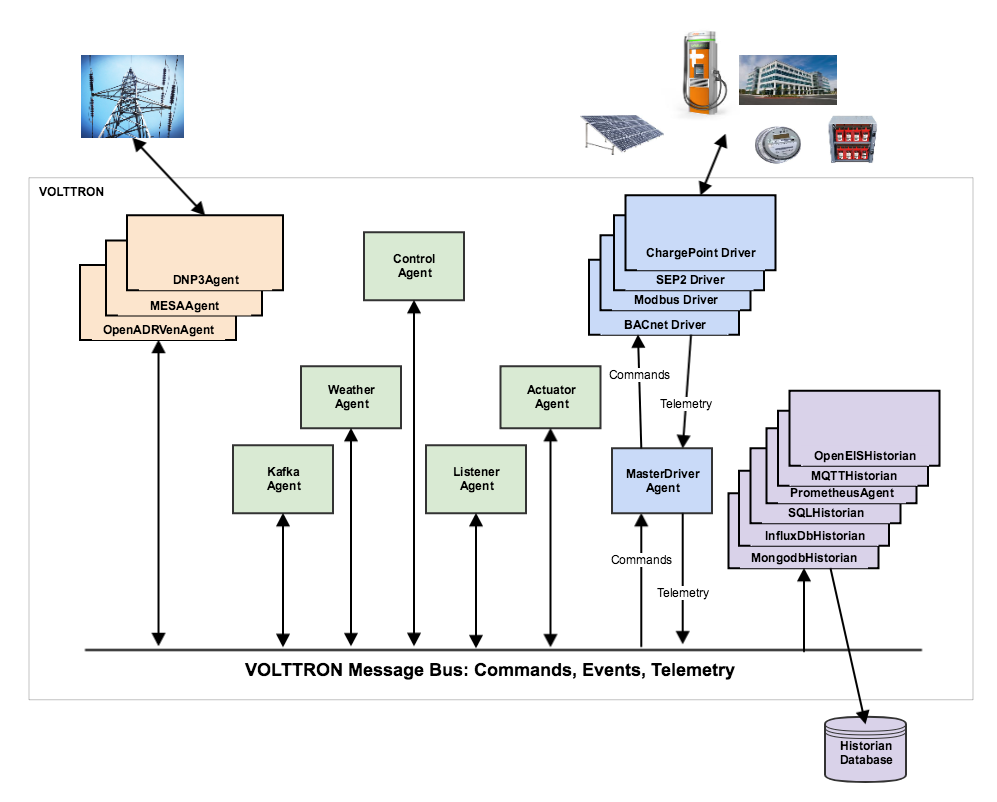 VOLTTRON
DNP3Agent
MESAAgent
OpenADRVenAgent
Control
Agent
ChargePoint Driver
SEP2 Driver
Modbus Driver
BACnet Driver
Commands
Telemetry
Weather
Agent
Actuator
Agent
Kafka
Agent
Listener
Agent
MasterDriver
Agent
OpenEISHistorian
MQTTHistorian
PrometheusAgent
SQLHistorian
InfluxDbHistorian
MongodbHistorian
Commands
Telemetry
VOLTTRON Message Bus: Commands, Events, Telemetry
Historian
Database